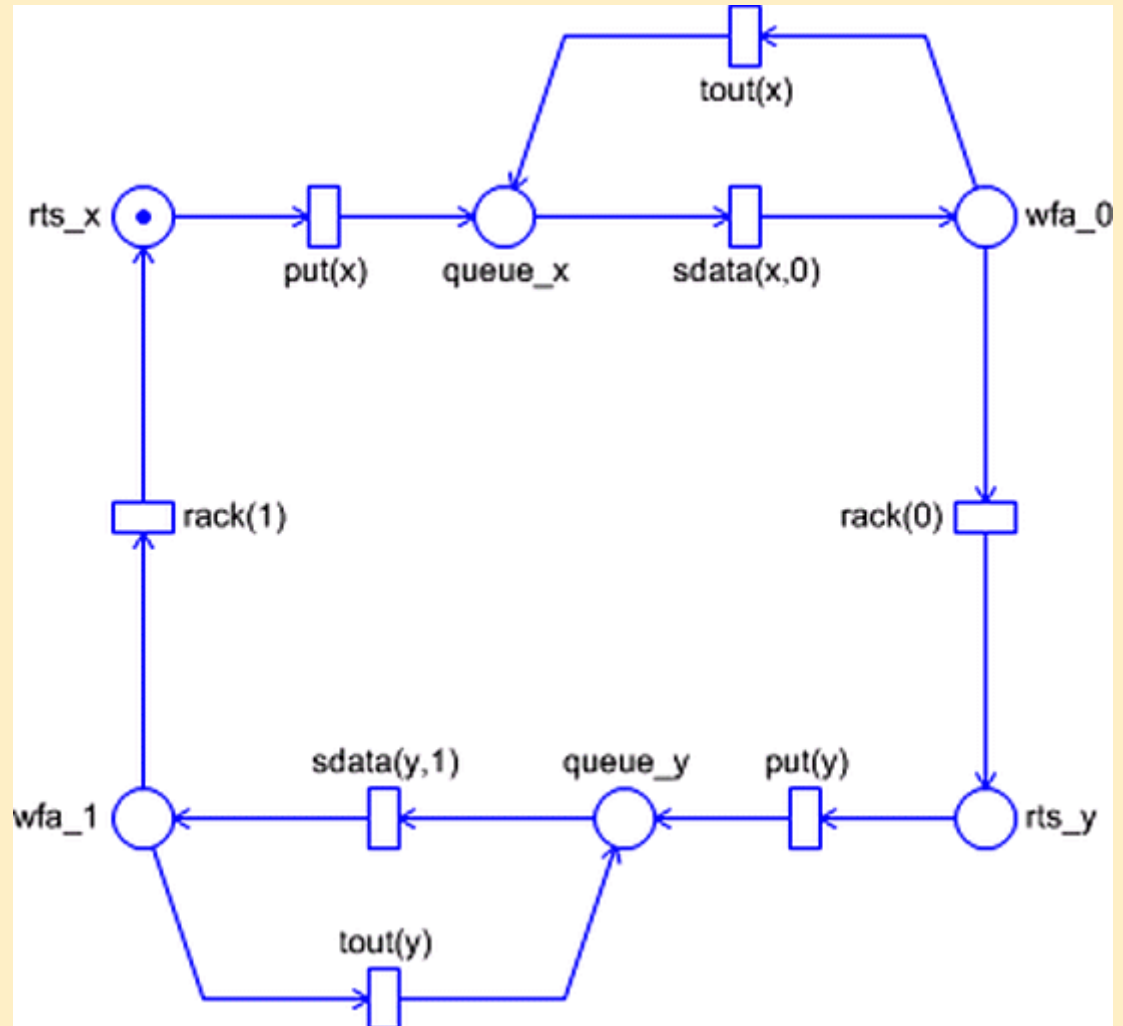 tout(x)
rts_x
wfa_0
put(x)
queue_x
sdata(x,0)
rack(1)
rack(0)
sdata(y,1)
queue_y
put(y)
wfa_1
rts_y
tout(y)